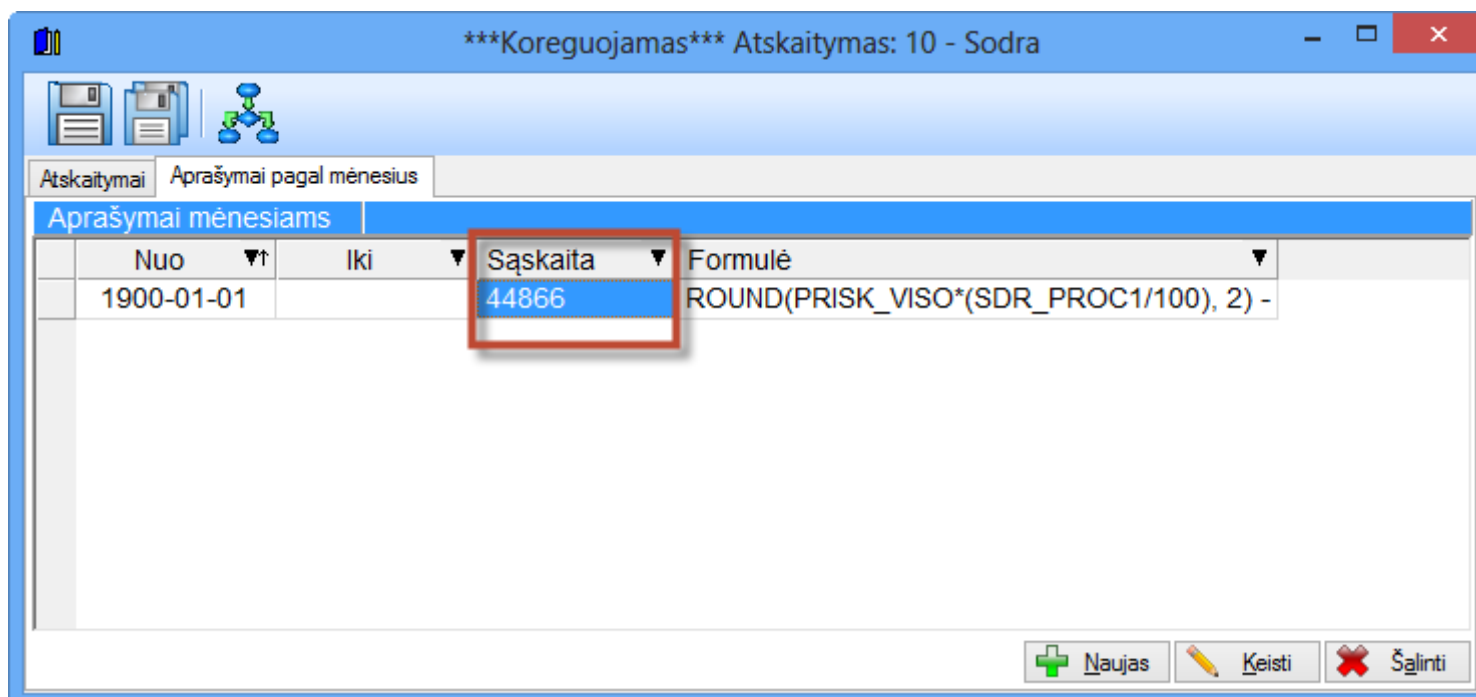 ***Koreguojamas*** Atskaitymas: 10 - Sodra
Atskaitymai Aprašymai pagal mėnesius
Aprašymai mėnesiams
Nuo Iki Sąskaita Formulė
1900-01-01 44866 ROUND(PRISK_VISO*(SDR_PROC1/100), 2) -
Naujas Keisti Šalinti